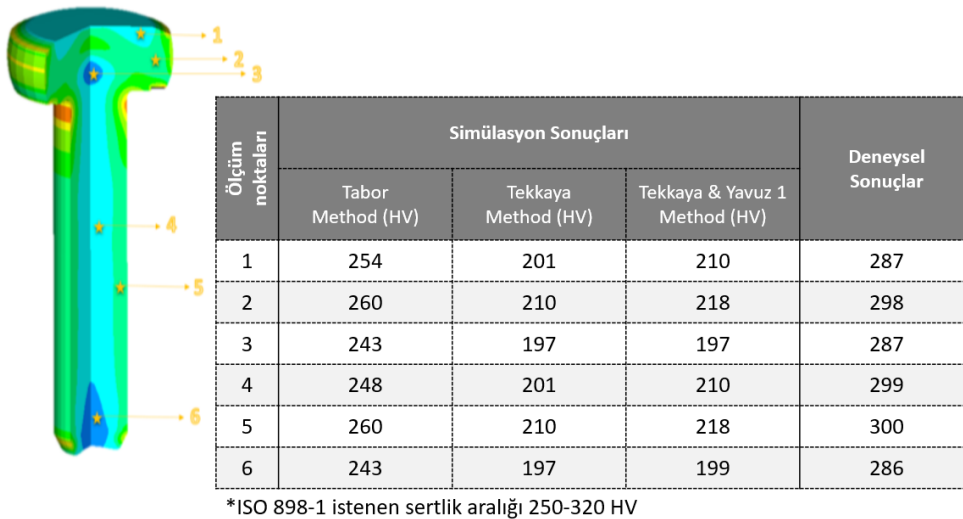 1
2
3
4
5
6
Ölçüm noktaları
Simülasyon Sonuçları
Deneysel Sonuçlar
Tabor Method (HV)
Tekkaya Method (HV)
Tekkaya & Yavuz 1 Method (HV)
1 254 201 210 287
2 260 210 218 298
3 243 197 197 287
4 248 201 210 299
5 260 210 218 300
6 243 197 199 286
*ISO 898-1 istenen sertlik aralığı 250-320 HV